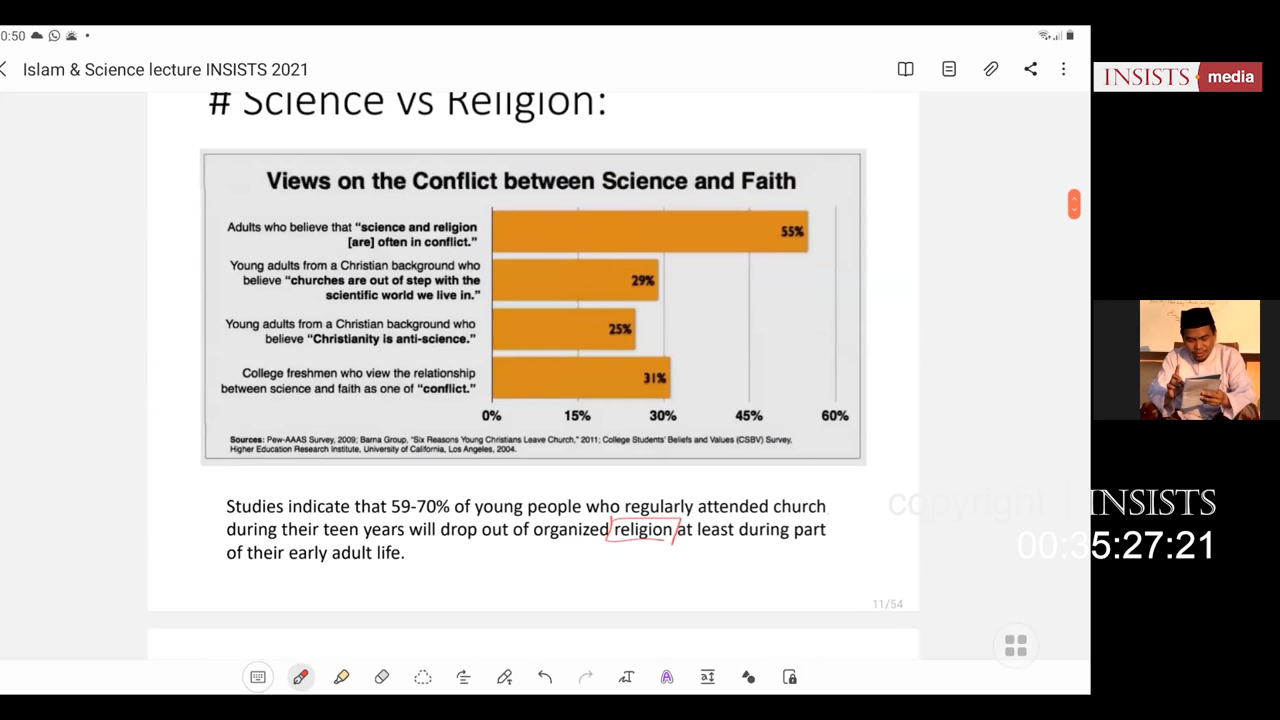 0:50
Islam & Science lecture INSISTS 2021
INSISTS media
# Science vs Religion:
Views on the Conflict between Science and Faith
Adults who believe that “science and religion
[are] often in conflict.”
55%
Young adults from a Christian background who
believe “churches are out of step with the
scientific world we live in.”
29%
Young adults from a Christian background who
believe “Christianity is anti-science.”
25%
College freshmen who view the relationship
between science and faith as one of “conflict.”
31%
0% 15% 30% 45% 60%
Sources: Pew-AAAS Survey, 2009; Barna Group, “Six Reasons Young Christians Leave Church,” 2011; College Students' Beliefs and Values (CSBV) Survey,
Higher Education Research Institute, University of California, Los Angeles, 2004.
Studies indicate that 59-70% of young people who regularly attended church
during their teen years will drop out of organized religion at least during part
of their early adult life.
copyright | INSISTS
00:35:27:21
11/54